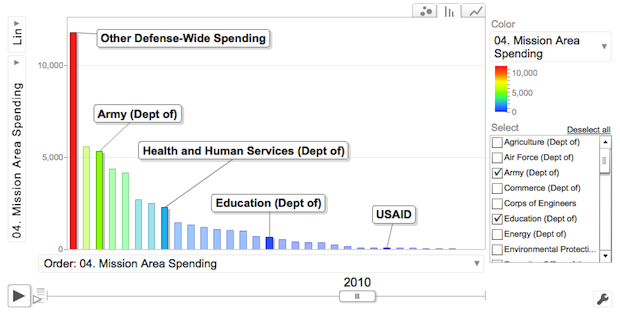 Color
04. Mission Area
Spending
10,000
5,000
0
Select
Deselect all
Agriculture (Dept of)
Air Force (Dept of)
Army (Dept of)
Commerce (Dept of)
Corps of Engineers
Education (Dept of)
Energy (Dept of)
Environmental Protecti...
Lin
04. Mission Area Spending
10,000
5,000
0
Other Defense-Wide Spending
Army (Dept of)
Health and Human Services (Dept of)
Education (Dept of)
USAID
Order: 04. Mission Area Spending
2010